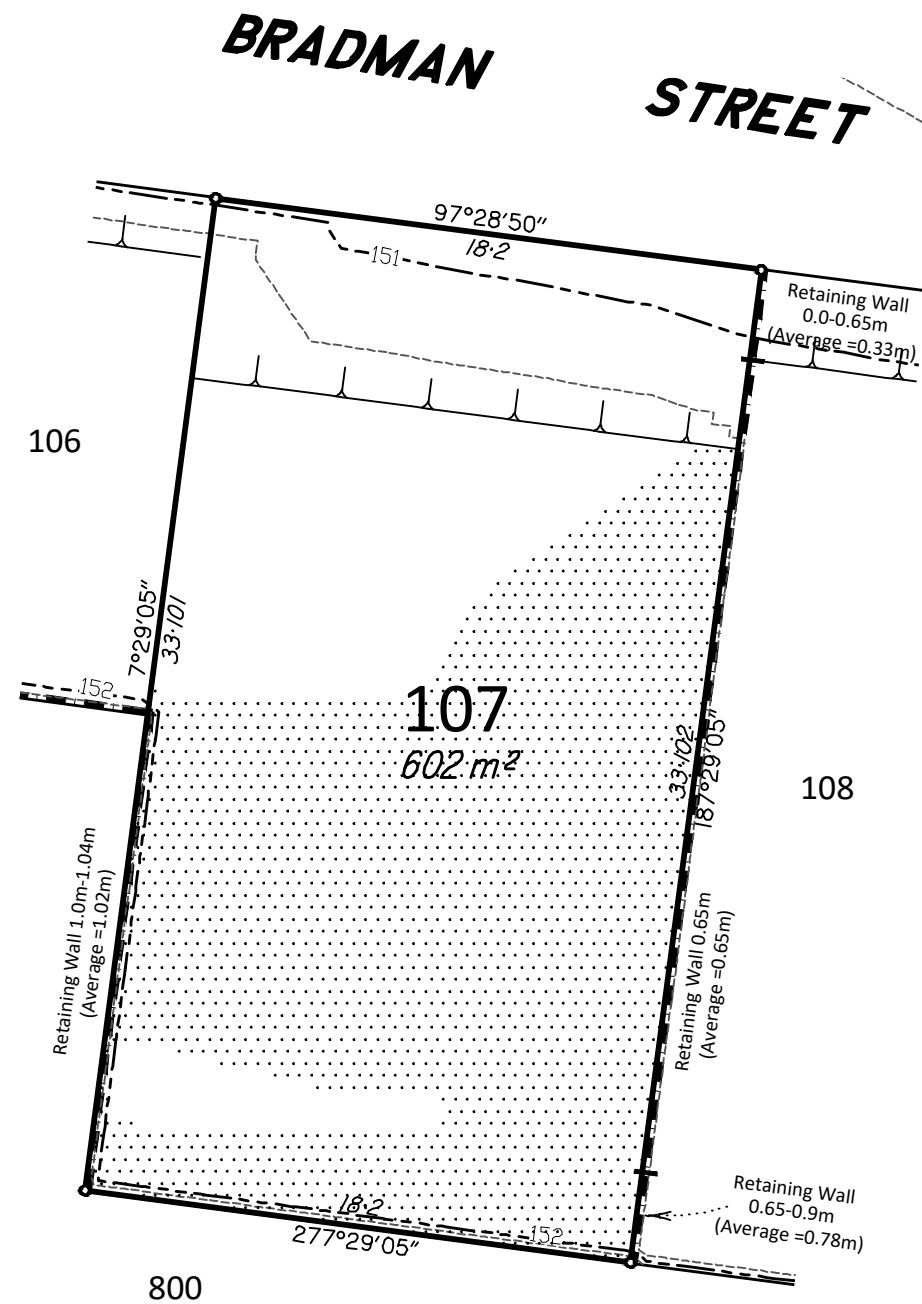 BRADMAN
STREET
97°28'50"
18·2
151
Retaining Wall
0.0-0.65m
(Average =0.33m)
106
7°29'05"
33·101
152
107
602 m²
33·102
187°29'05"
108
Retaining Wall 1.0m-1.04m
(Average =1.02m)
Retaining Wall 0.65m
(Average =0.65m)
Retaining Wall
0.65-0.9m
(Average =0.78m)
18·2
152
277°29'05"
800